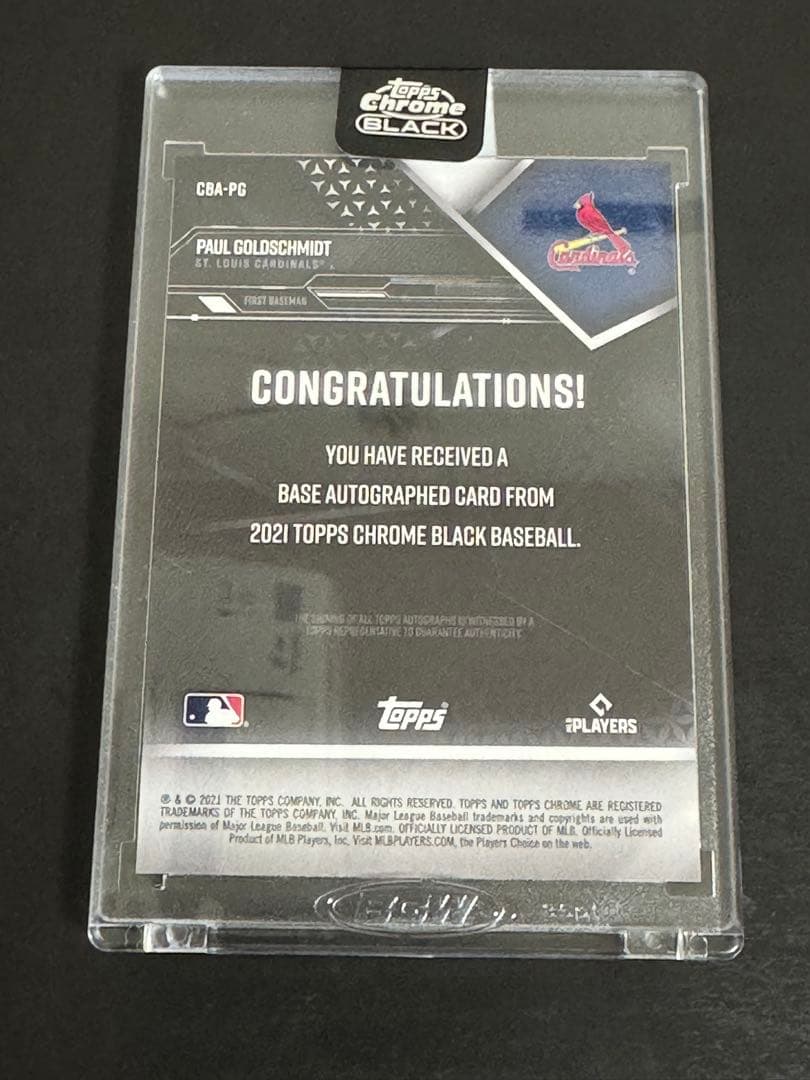 Topps
Chrome
BLACK
CBA-PG
PAUL GOLDSCHMIDT
ST. LOUIS CARDINALS®
FIRST BASEMAN
Cardinals®
CONGRATULATIONS!
YOU HAVE RECEIVED A
BASE AUTOGRAPHED CARD FROM
2021 TOPPS CHROME BLACK BASEBALL.
THE SIGNING OF ALL TOPPS AUTOGRAPHS IS WITNESSED BY A
TOPPS REPRESENTATIVE TO GUARANTEE AUTHENTICITY.
Topps®
MLB PLAYERS
® & © 2021 THE TOPPS COMPANY, INC. ALL RIGHTS RESERVED. TOPPS AND TOPPS CHROME ARE REGISTERED
TRADEMARKS OF THE TOPPS COMPANY, INC. Major League Baseball trademarks and copyrights are used with
permission of Major League Baseball. Visit MLB.com. OFFICIALLY LICENSED PRODUCT OF MLB. Officially Licensed
Product of MLB Players, Inc. Visit MLBPLAYERS.COM, the Players Choice on the web.